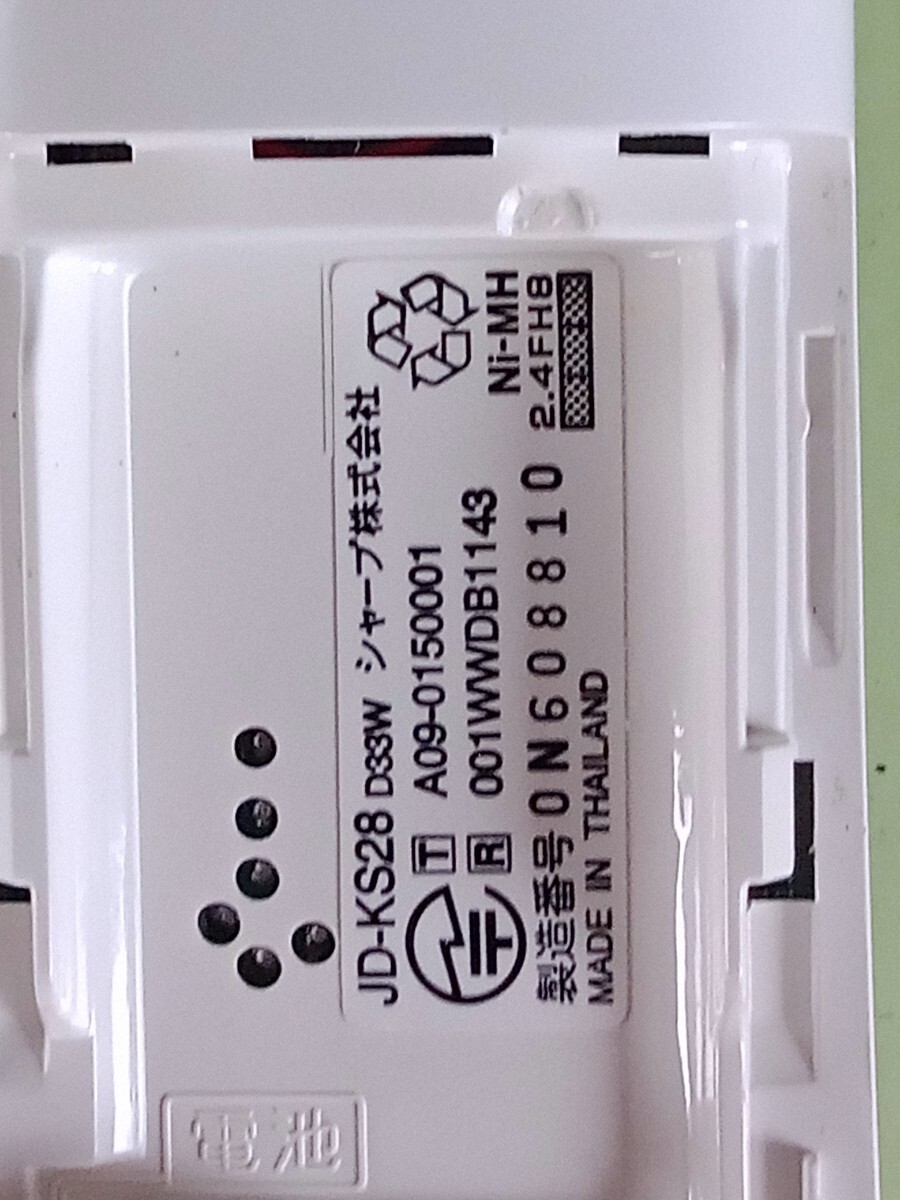 JD-KS28 D33W シャープ株式会社
T A09-0150001
R 001WWDB1143
Ni-MH
2.4FH8
製造番号 0N608810
MADE IN THAILAND
電池